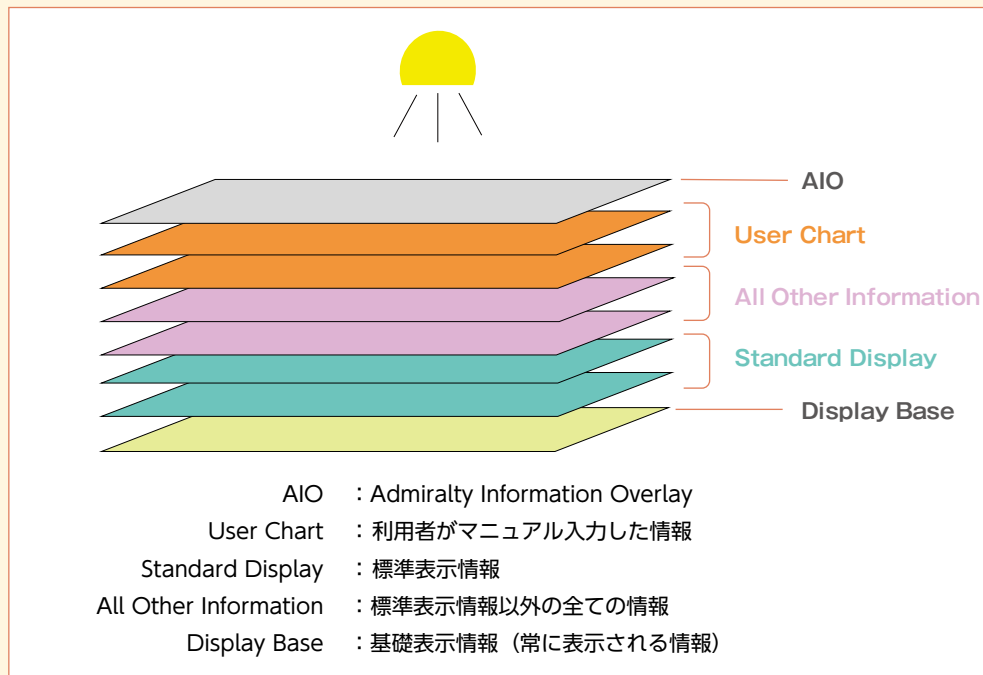 AIO
User Chart
All Other Information
Standard Display
Display Base
AIO :Admiralty Information Overlay
User Chart :利用者がマニュアル入力した情報
Standard Display :標準表示情報
All Other Information :標準表示情報以外の全ての情報
Display Base :基礎表示情報（常に表示される情報）